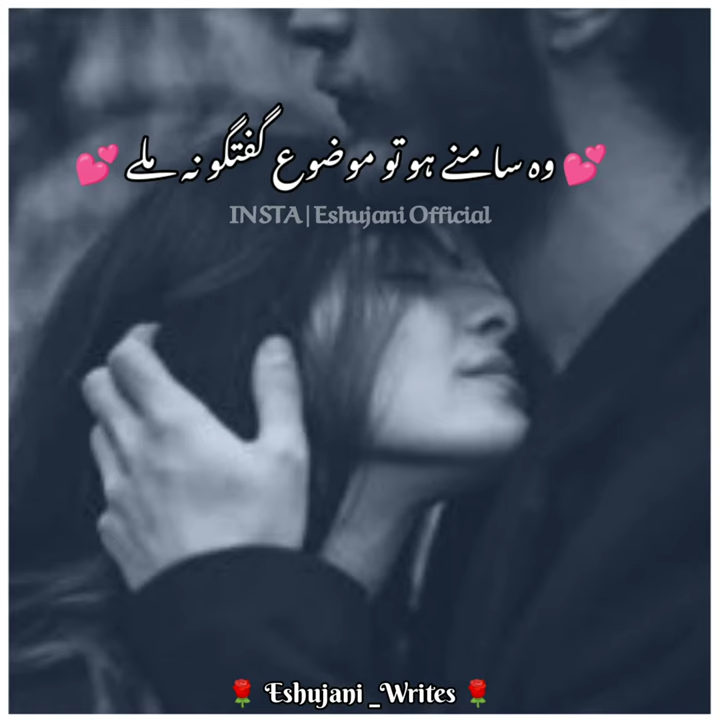 💕 وہ سامنے ہو تو موضوع گفتگو نہ ملے 💕
INSTA | Eshujani Official
🌹 Eshujani _Writes 🌹